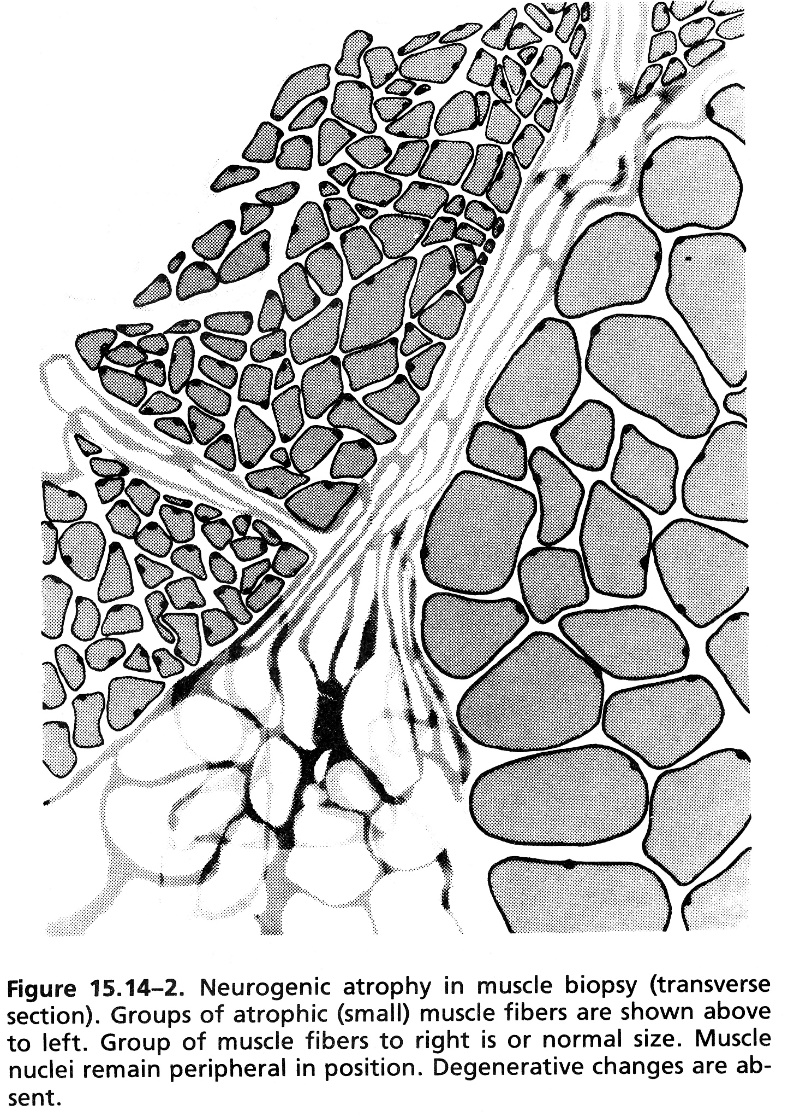 Figure 15.14–2. Neurogenic atrophy in muscle biopsy (transverse
section). Groups of atrophic (small) muscle fibers are shown above
to left. Group of muscle fibers to right is or normal size. Muscle
nuclei remain peripheral in position. Degenerative changes are ab-
sent.